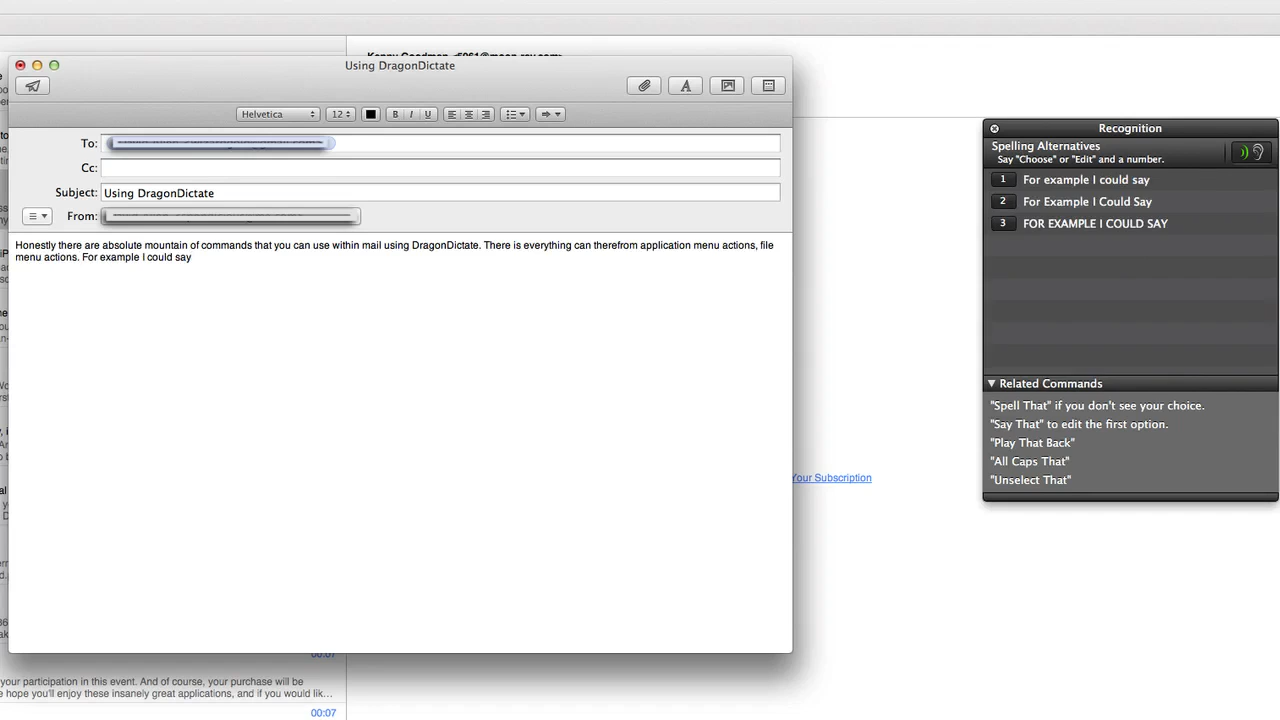 Using DragonDictate
Helvetica
12
B I U
To:
Cc:
Subject: Using DragonDictate
From:
Honestly there are absolute mountain of commands that you can use within mail using DragonDictate. There is everything can therefrom application menu actions, file
menu actions. For example I could say
Recognition
Spelling Alternatives
Say "Choose" or "Edit" and a number.
1 For example I could say
2 For Example I Could Say
3 FOR EXAMPLE I COULD SAY
Related Commands
"Spell That" if you don't see your choice.
"Say That" to edit the first option.
"Play That Back"
"All Caps That"
"Unselect That"
Your Subscription
00:07
your participation in this event. And of course, your purchase will be
hope you'll enjoy these insanely great applications, and if you would lik…
00:07